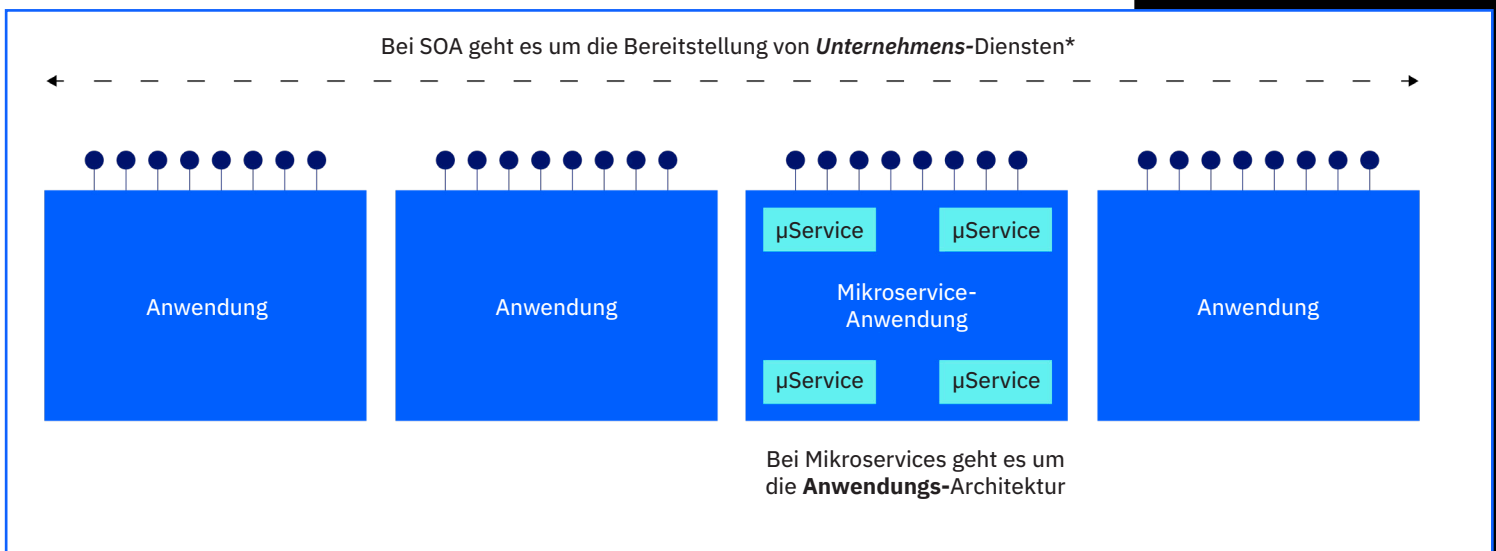 Bei SOA geht es um die Bereitstellung von Unternehmens-Diensten*
Anwendung
Anwendung
µService
µService
Mikroservice-
Anwendung
µService
µService
Anwendung
Bei Mikroservices geht es um
die Anwendungs-Architektur